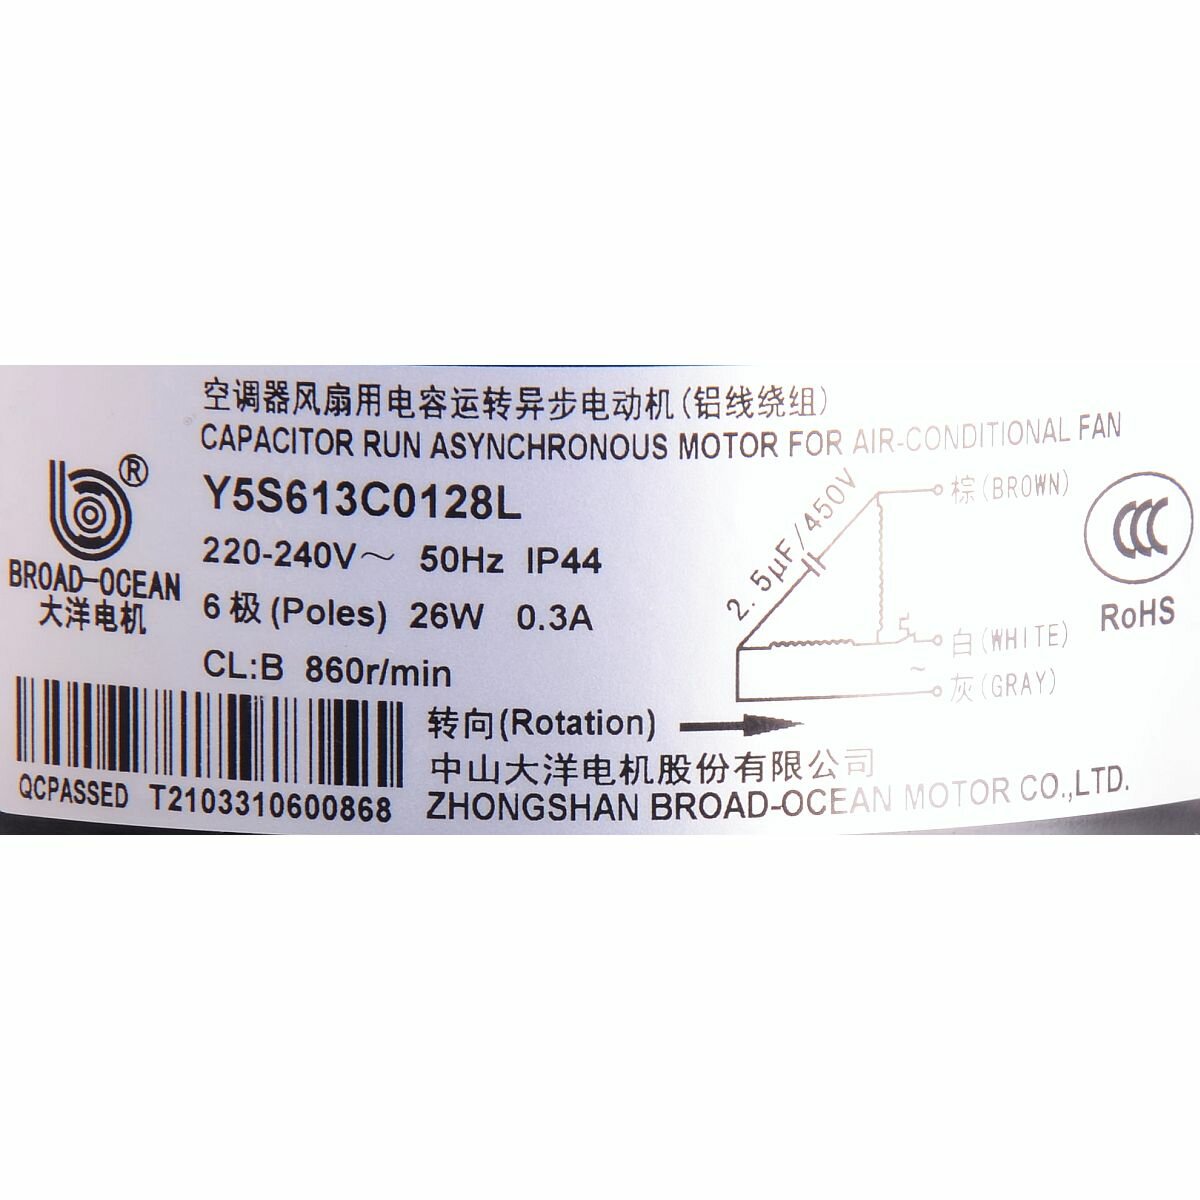 空调器风扇用电容运转异步电动机(铝线绕组)
CAPACITOR RUN ASYNCHRONOUS MOTOR FOR AIR-CONDITIONAL FAN
®
BROAD-OCEAN
大洋电机
Y5S613C0128L
220-240V～ 50Hz IP44
6极(Poles) 26W 0.3A
CL:B 860r/min
2.5μF/450V
棕(BROWN)
白(WHITE)
~
灰(GRAY)
CCC
RoHS
转向(Rotation)
中山大洋电机股份有限公司
ZHONGSHAN BROAD-OCEAN MOTOR CO.,LTD.
QCPASSED T2103310600868